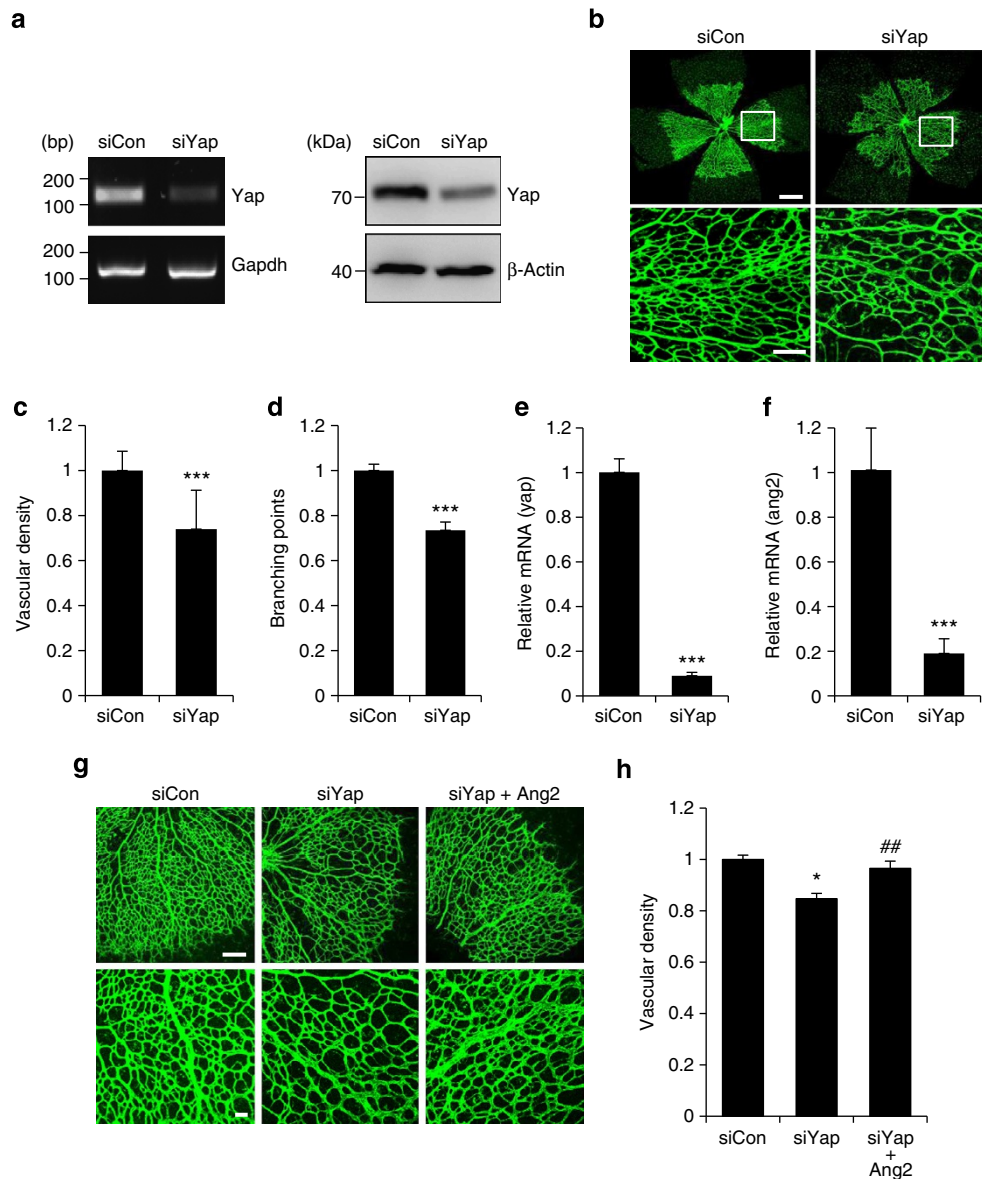 a
(bp) siCon siYap
200
100
Yap
200
100
Gapdh
(kDa) siCon siYap
70
Yap
40
β-Actin
b
siCon siYap
c
Vascular density
1.2
1
0.8
0.6
0.4
0.2
0
***
siCon siYap
d
Branching points
1.2
1
0.8
0.6
0.4
0.2
0
***
siCon siYap
e
Relative mRNA (yap)
1.2
1
0.8
0.6
0.4
0.2
0
***
siCon siYap
f
Relative mRNA (ang2)
1.2
1
0.8
0.6
0.4
0.2
0
***
siCon siYap
g
siCon siYap siYap + Ang2
h
Vascular density
1.2
1
0.8
0.6
0.4
0.2
0
*
##
siCon siYap siYap
+
Ang2